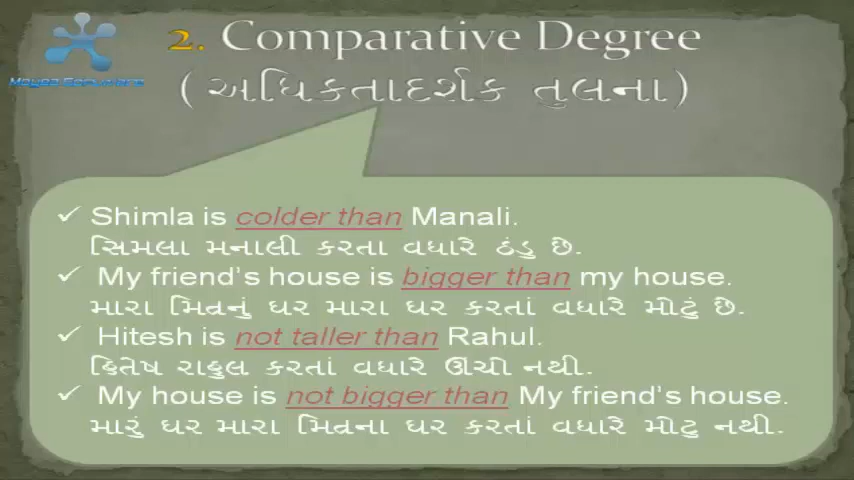 2. Comparative Degree
(અધિકતાદર્શક તુલના)
✓ Shimla is colder than Manali.
સિમલા મનાલી કરતા વધારે ઠંડુ છે.
✓ My friend's house is bigger than my house.
મારા મિત્રનું ઘર મારા ઘર કરતાં વધારે મોટું છે.
✓ Hitesh is not taller than Rahul.
હિતેષ રાહુલ કરતાં વધારે ઊંચો નથી.
✓ My house is not bigger than My friend's house.
મારું ઘર મારા મિત્રના ઘર કરતાં વધારે મોટુ નથી.